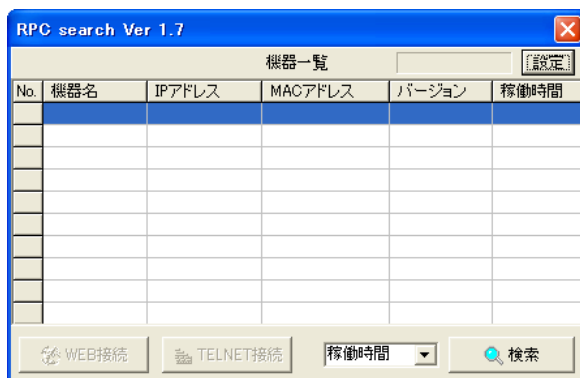 RPC search Ver 1.7
機器一覧 設定
No. 機器名 IPアドレス MACアドレス バージョン 稼働時間
WEB接続 TELNET接続 稼働時間 検索